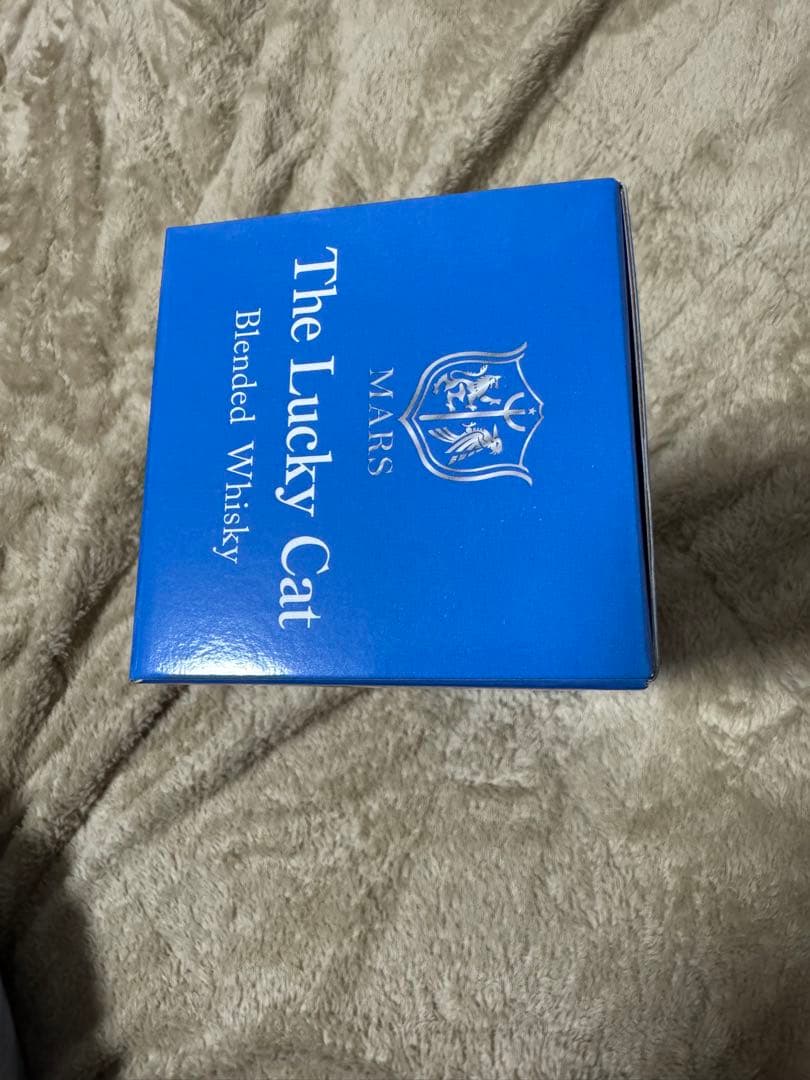 MARS
The Lucky Cat
Blended Whisky